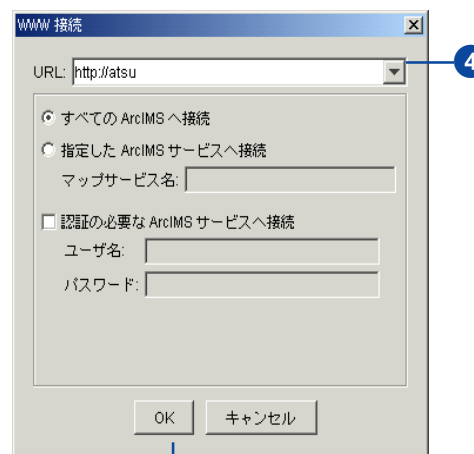 WWW 接続
URL: http://atsu
4
すべての ArcIMS へ接続
指定した ArcIMS サービスへ接続
マップサービス名:
認証の必要な ArcIMS サービスへ接続
ユーザ名:
パスワード:
OK キャンセル